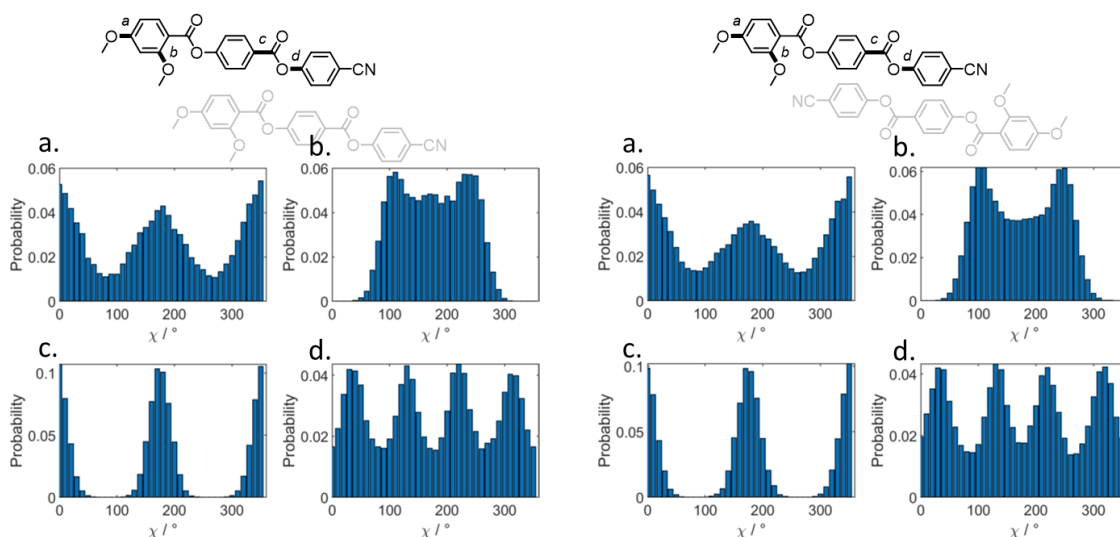 a b c d O O O O O O CN
O O O O O O CN
a.
b.
Probability
0.06
0.04
0.02
0
0 100 200 300
χ / °
Probability
0.06
0.04
0.02
0
0 100 200 300
χ / °
c.
d.
Probability
0.1
0.05
0
0 100 200 300
χ / °
Probability
0.04
0.02
0
0 100 200 300
χ / °
a b c d O O O O O O CN
NC O O O O O O
a.
b.
Probability
0.06
0.04
0.02
0
0 100 200 300
χ / °
Probability
0.06
0.04
0.02
0
0 100 200 300
χ / °
c.
d.
Probability
0.1
0.05
0
0 100 200 300
χ / °
Probability
0.04
0.02
0
0 100 200 300
χ / °